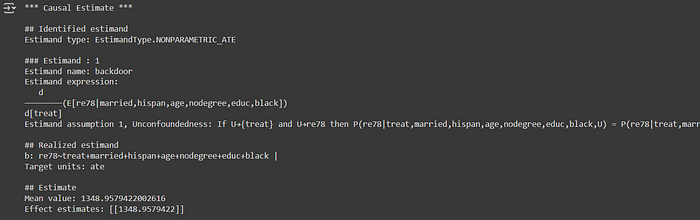 *** Causal Estimate ***
## Identified estimand
Estimand type: EstimandType.NONPARAMETRIC_ATE
### Estimand : 1
Estimand name: backdoor
Estimand expression:
d
────────(E[re78|married,hispan,age,nodegree,educ,black])
d[treat]
Estimand assumption 1, Unconfoundedness: If U→{treat} and U→re78 then P(re78|treat,married,hispan,age,nodegree,educ,black,U) = P(re78|treat,marr
## Realized estimand
b: re78~treat+married+hispan+age+nodegree+educ+black |
Target units: ate
## Estimate
Mean value: 1348.9579422002616
Effect estimates: [[1348.9579422]]